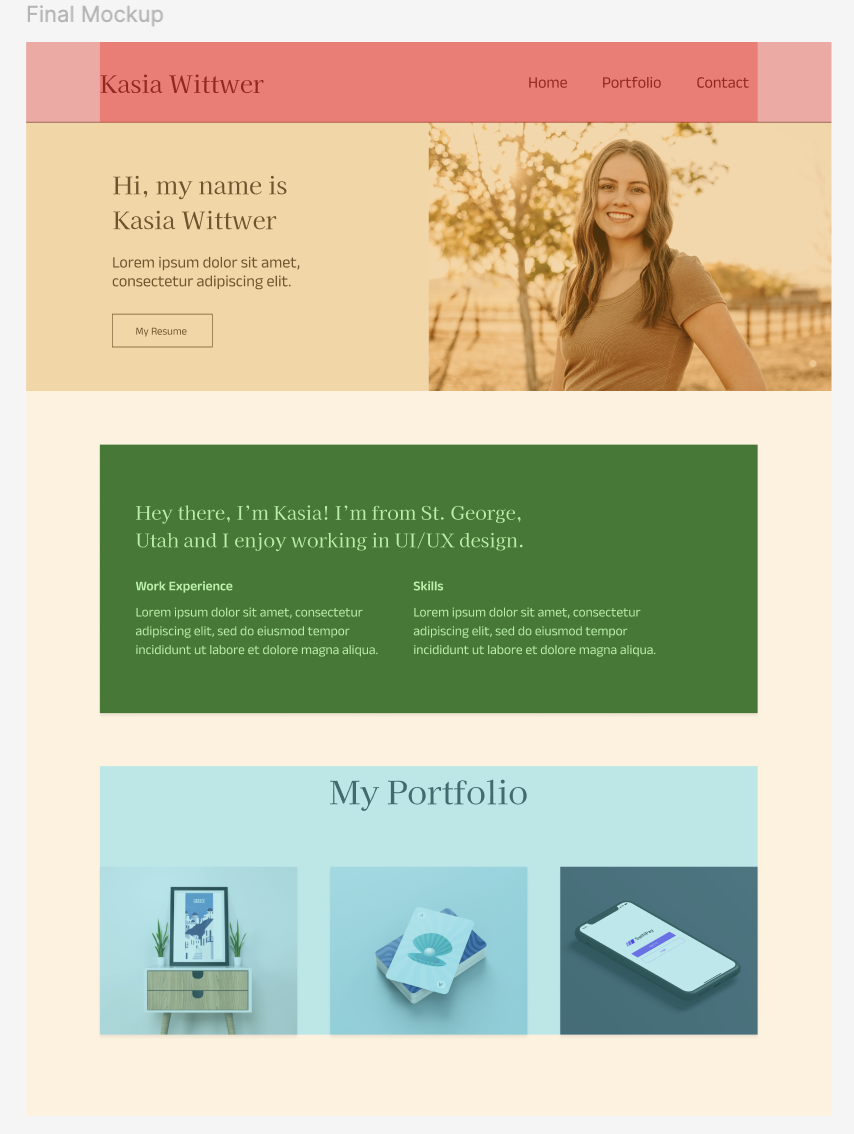 Final Mockup
Kasia Wittwer
Home Portfolio Contact
Hi, my name is
Kasia Wittwer
Lorem ipsum dolor sit amet,
consectetur adipiscing elit.
My Resume
Hey there, I’m Kasia! I’m from St. George,
Utah and I enjoy working in UI/UX design.
Work Experience
Lorem ipsum dolor sit amet, consectetur
adipiscing elit, sed do eiusmod tempor
incididunt ut labore et dolore magna aliqua.
Skills
Lorem ipsum dolor sit amet, consectetur
adipiscing elit, sed do eiusmod tempor
incididunt ut labore et dolore magna aliqua.
My Portfolio